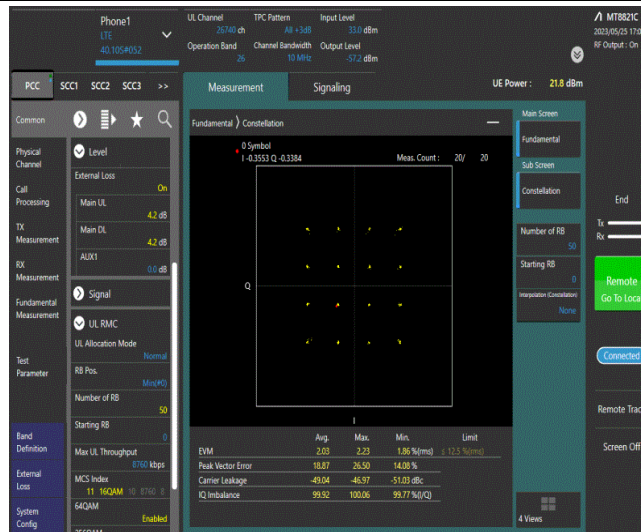 Phone1
LTE
40.105#052
UL Channel
26740 ch
Operation Band
26
TPC Pattern
All +3dB
Channel Bandwidth
10 MHz
Input Level
33.0 dBm
Output Level
-57.2 dBm
MT8821C
2023/05/25 17:0
RF Output : On
PCC SCC1 SCC2 SCC3 >>
Measurement
Signaling
UE Power : 21.8 dBm
Common
Physical
Channel
Call
Processing
TX
Measurement
RX
Measurement
Fundamental
Measurement
Test
Parameter
Band
Definition
External
Loss
System
Config
Level
External Loss
On
Main UL
4.2 dB
Main DL
4.2 dB
AUX1
0.0 dB
Signal
UL RMC
UL Allocation Mode
Normal
RB Pos.
Min(#0)
Number of RB
50
Starting RB
0
Max UL Throughput
8760 kbps
MCS Index
11 16QAM 10 8760 8
64QAM
Enabled
256QAM
Fundamental 〉 Constellation
0 Symbol
I -0.3553 Q -0.3384
Meas. Count : 20/ 20
Q
I
Avg. Max. Min. Limit
EVM 2.03 2.23 1.86 %(rms) ≤ 12.5 %(rms)
Peak Vector Error 18.87 26.50 14.08 %
Carrier Leakage -49.04 -46.97 -51.03 dBc
IQ Imbalance 99.92 100.06 99.77 %(I/Q)
Main Screen
Fundamental
Sub Screen
Constellation
Number of RB
50
Starting RB
0
Interpolation (Constellation)
None
4 Views
End
Tx
Rx
Remote
Go To Loca
Connected
Remote Trac
Screen Off